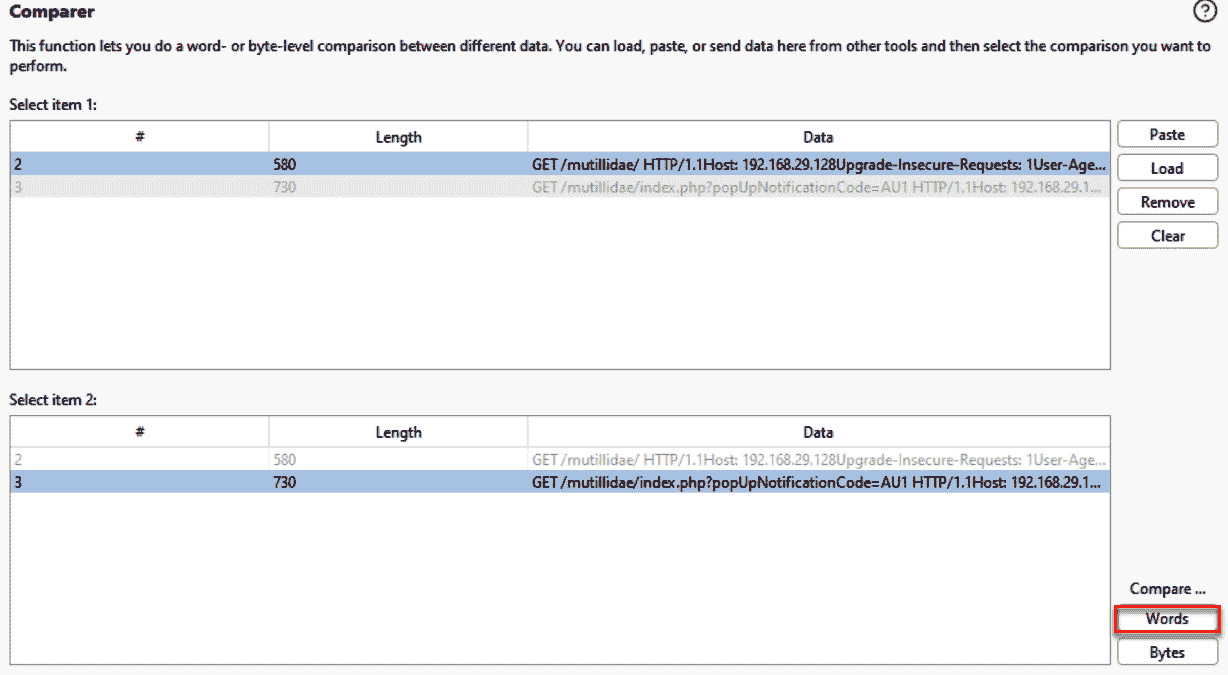 Comparer
?
This function lets you do a word- or byte-level comparison between different data. You can load, paste, or send data here from other tools and then select the comparison you want to
perform.
Select item 1:
# Length Data
2 580 GET /mutillidae/ HTTP/1.1Host: 192.168.29.128Upgrade-Insecure-Requests: 1User-Age...
3 730 GET /mutillidae/index.php?popUpNotificationCode=AU1 HTTP/1.1Host: 192.168.29.1...
Paste
Load
Remove
Clear
Select item 2:
# Length Data
2 580 GET /mutillidae/ HTTP/1.1Host: 192.168.29.128Upgrade-Insecure-Requests: 1User-Age...
3 730 GET /mutillidae/index.php?popUpNotificationCode=AU1 HTTP/1.1Host: 192.168.29.1...
Compare ...
Words
Bytes